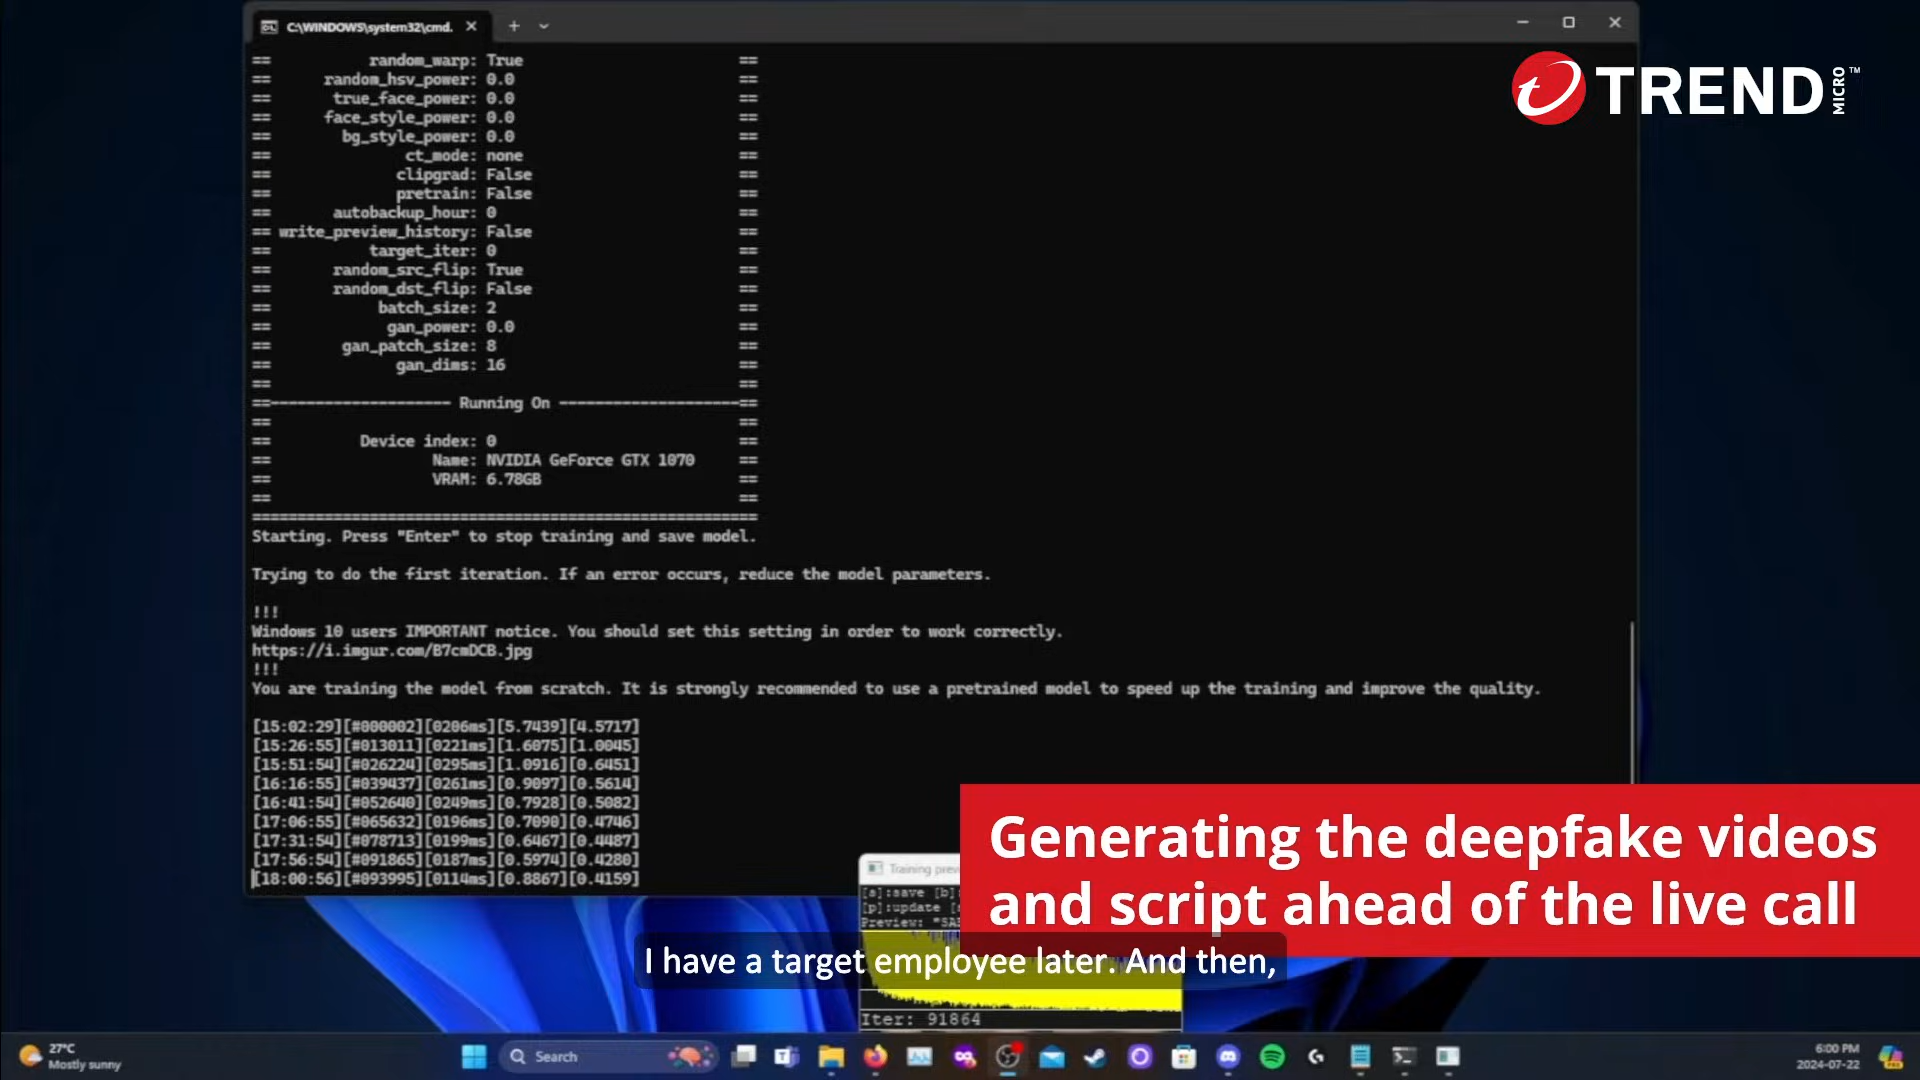 C:\WINDOWS\system32\cmd.
TREND MICRO™
== random_warp: True ==
== random_hsv_power: 0.0 ==
== true_face_power: 0.0 ==
== face_style_power: 0.0 ==
== bg_style_power: 0.0 ==
== ct_mode: none ==
== clipgrad: False ==
== pretrain: False ==
== autobackup_hour: 0 ==
== write_preview_history: False ==
== target_iter: 0 ==
== random_src_flip: True ==
== random_dst_flip: False ==
== batch_size: 2 ==
== gan_power: 0.0 ==
== gan_patch_size: 8 ==
== gan_dims: 16 ==
== ==
==-------------------- Running On --------------------==
== ==
== Device index: 0 ==
== Name: NVIDIA GeForce GTX 1070 ==
== VRAM: 6.78GB ==
== ==
========================================================
Starting. Press "Enter" to stop training and save model.
Trying to do the first iteration. If an error occurs, reduce the model parameters.
!!!
Windows 10 users IMPORTANT notice. You should set this setting in order to work correctly.
https://i.imgur.com/B7cmDCB.jpg
!!!
You are training the model from scratch. It is strongly recommended to use a pretrained model to speed up the training and improve the quality.
[15:02:29][#000002][0206ms][5.7439][4.5717]
[15:26:55][#013011][0221ms][1.6075][1.0045]
[15:51:54][#026224][0295ms][1.0916][0.6451]
[16:16:55][#039437][0261ms][0.9097][0.5614]
[16:41:54][#052640][0249ms][0.7928][0.5082]
[17:06:55][#065632][0196ms][0.7090][0.4746]
[17:31:54][#078713][0199ms][0.6467][0.4487]
[17:56:54][#091865][0187ms][0.5974][0.4280]
[18:00:56][#093995][0114ms][0.8867][0.4159]
Generating the deepfake videos
and script ahead of the live call
Training
[a]:save [b]
[p]:update
Preview:
I have a target employee later. And then,
Iter: 91864
27°C
Mostly sunny
Search
6:00 PM
2024-07-22